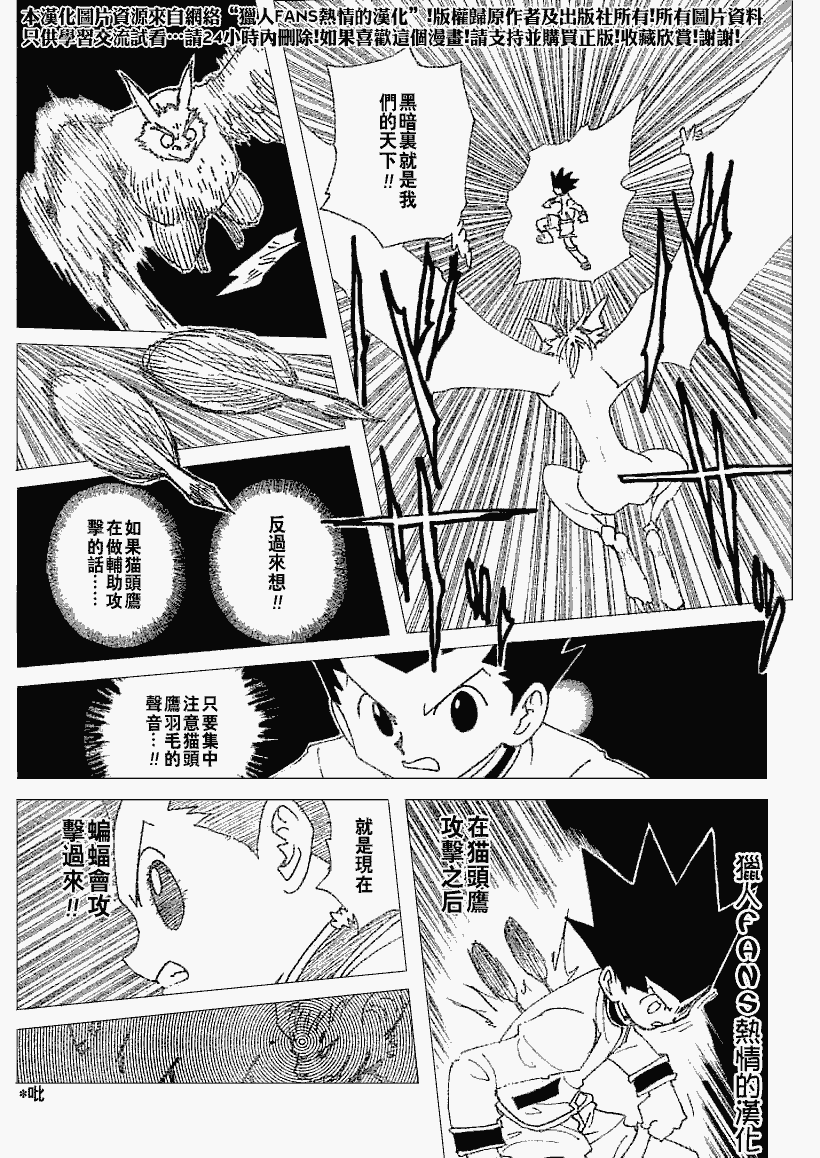 本漢化圖片資源來自網絡“獵人FANS熱情的漢化”!版權歸原作者及出版社所有!所有圖片資料
只供學習交流試看…請24小時內刪除!如果喜歡這個漫畫!請支持並購買正版!收藏欣賞!謝謝!
黑暗裏就是我
們的天下!!
反過來想!!
如果猫頭鷹
在做輔助攻
擊的話……
只要集中
注意猫頭
鷹羽毛的
聲音…!!
在猫頭鷹
攻擊之后
就是現在
蝙蝠會攻
擊過來!!
獵人FANS熱情的漢化
*吡